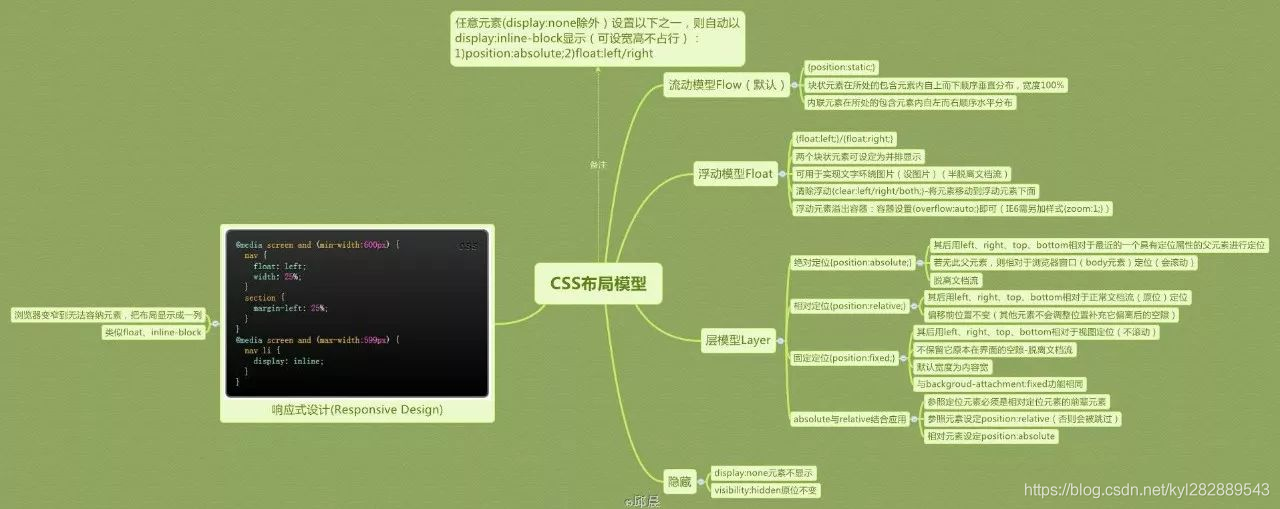 任意元素(display:none除外）设置以下之一，则自动以
display:inline-block显示（可设宽高不占行）：
1)position:absolute;2)float:left/right
备注
CSS布局模型
流动模型Flow（默认）
{position:static;}
块状元素在所处的包含元素内自上而下顺序垂直分布，宽度100%
内联元素在所处的包含元素内自左而右顺序水平分布
浮动模型Float
{float:left;}/{float:right;}
两个块状元素可设定为并排显示
可用于实现文字环绕图片（设图片）（半脱离文档流）
清除浮动{clear:left/right/both;}-将元素移动到浮动元素下面
浮动元素溢出容器：容器设置{overflow:auto;}即可（IE6需另加样式{zoom:1;}）
层模型Layer
绝对定位{position:absolute;}
其后用left、right、top、bottom相对于最近的一个具有定位属性的父元素进行定位
若无此父元素，则相对于浏览器窗口（body元素）定位（会滚动）
脱离文档流
相对定位{position:relative;}
其后用left、right、top、bottom相对于正常文档流（原位）定位
偏移前位置不变（其他元素不会调整位置补充它偏离后的空隙）
固定定位{position:fixed;}
其后用left、right、top、bottom相对于视图定位（不滚动）
不保留它原本在界面的空隙-脱离文档流
默认宽度为内容宽
与backgroud-attachment:fixed功能相同
absolute与relative结合应用
参照定位元素必须是相对定位元素的前辈元素
参照元素设定position:relative（否则会被跳过）
相对元素设定position:absolute
隐藏
display:none元素不显示
visibility:hidden原位不变
CSS
@media screen and (min-width:600px) {
nav {
float: left;
width: 25%;
}
section {
margin-left: 25%;
}
}
@media screen and (max-width:599px) {
nav li {
display: inline;
}
}
响应式设计(Responsive Design)
浏览器变窄到无法容纳元素，把布局显示成一列
类似float、inline-block
@邱晨
https://blog.csdn.net/kyl282889543